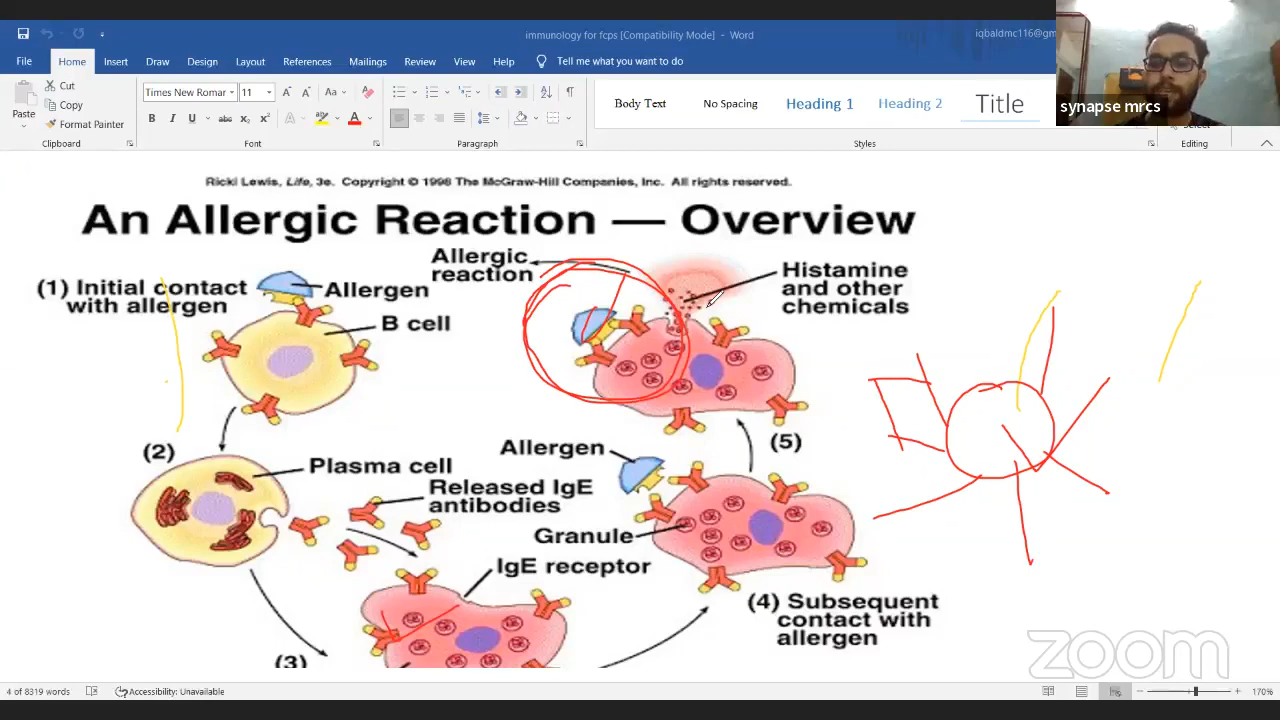 immunology for fcps [Compatibility Mode] - Word
iqbaldmc116@gm
File Home Insert Draw Design Layout References Mailings Review View Help Tell me what you want to do
Paste
Cut
Copy
Format Painter
Times New Romar 11
Body Text No Spacing Heading 1 Heading 2 Title
synapse mrcs
Clipboard Font Paragraph Styles Editing
Ricki Lewis, Life, 3e. Copyright © 1998 The McGraw-Hill Companies, Inc. All rights reserved.
An Allergic Reaction — Overview
(1) Initial contact
with allergen
Allergen
B cell
Allergic
reaction
Histamine
and other
chemicals
(2)
Plasma cell
Released IgE
antibodies
Allergen
(5)
Granule
IgE receptor
(4) Subsequent
contact with
allergen
(3)
zoom
4 of 8319 words Accessibility: Unavailable 170%